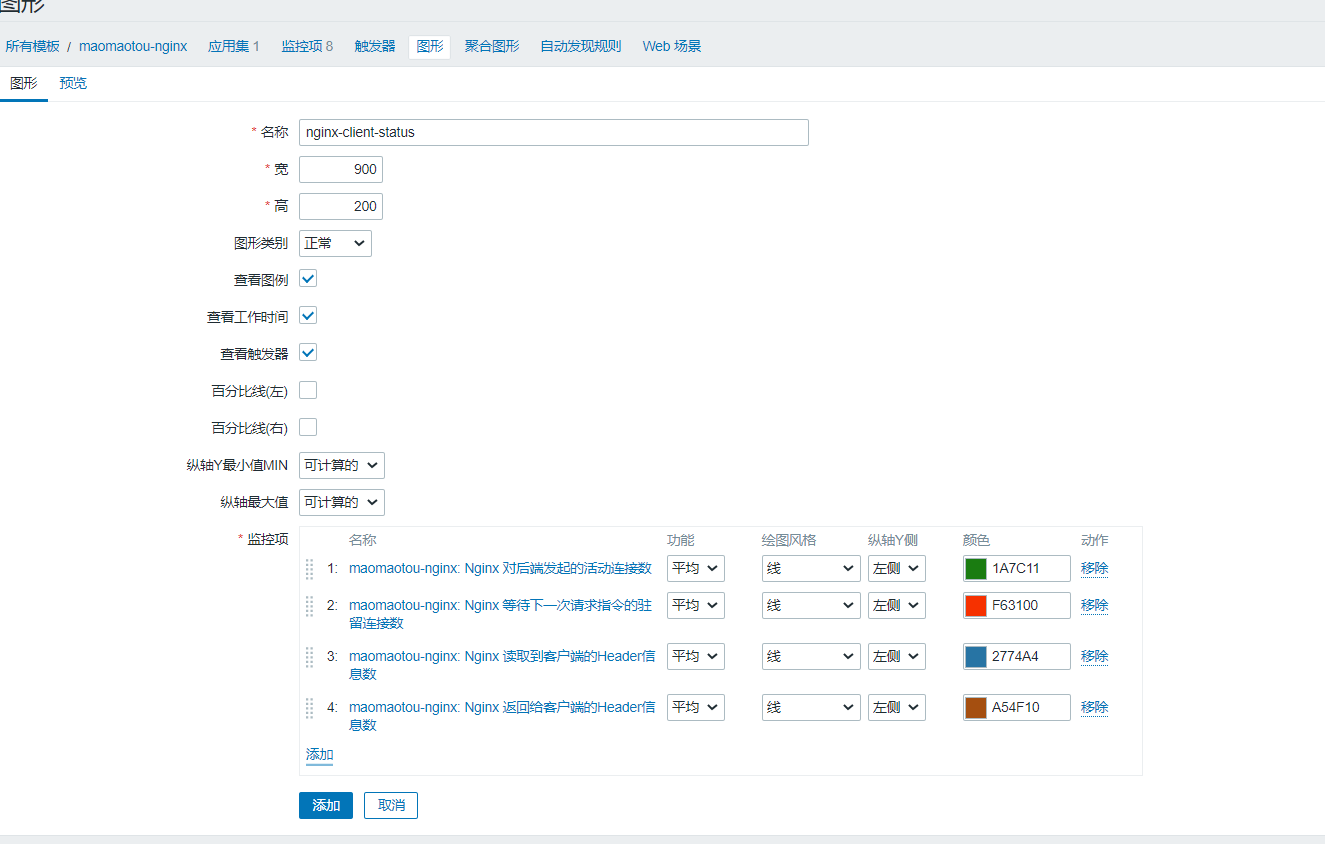 图形
所有模板 / maomaotou-nginx 应用集 1 监控项 8 触发器 图形 聚合图形 自动发现规则 Web 场景
图形 预览
* 名称 nginx-client-status
* 宽 900
* 高 200
图形类别 正常
查看图例
查看工作时间
查看触发器
百分比线(左)
百分比线(右)
纵轴Y最小值MIN 可计算的
纵轴最大值 可计算的
* 监控项 名称 功能 绘图风格 纵轴Y侧 颜色 动作
1: maomaotou-nginx: Nginx 对后端发起的活动连接数 平均 线 左侧 1A7C11 移除
2: maomaotou-nginx: Nginx 等待下一次请求指令的驻 平均 线 左侧 F63100 移除
留连接数
3: maomaotou-nginx: Nginx 读取到客户端的Header信 平均 线 左侧 2774A4 移除
息数
4: maomaotou-nginx: Nginx 返回给客户端的Header信 平均 线 左侧 A54F10 移除
息数
添加
添加 取消